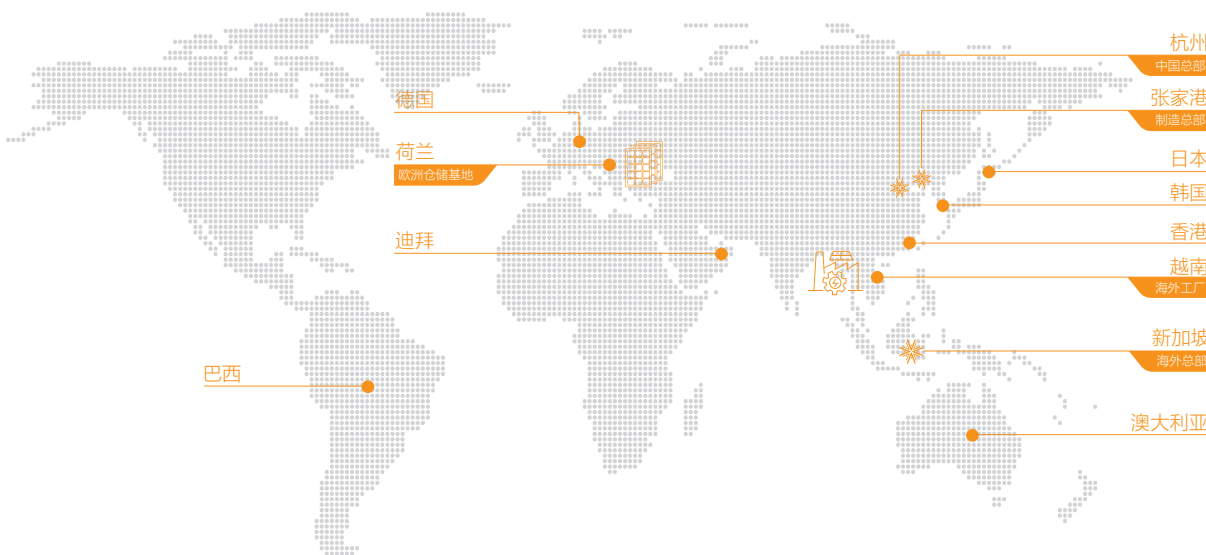 杭州
中国总部
张家港
制造总部
德国
荷兰
欧洲仓储基地
日本
韩国
迪拜
香港
越南
海外工厂
新加坡
海外总部
巴西
澳大利亚